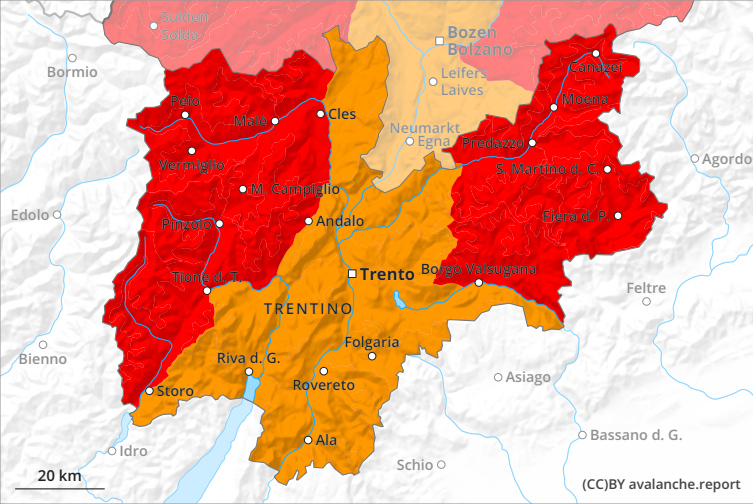 Sulden
Solda
Bozen
Bolzano
Bormio
Leifers
Laives
Canazei
Peio
Moena
Malé
Cles
Neumarkt
Egna
Predazzo
Vermiglio
Agordo
S. Martino d. C.
M. Campiglio
Edolo
Pinzolo
Andalo
Fiera d. P.
Tione d. T.
Trento
Borgo Valsugana
Feltre
TRENTINO
Folgaria
Bienno
Riva d. G.
Rovereto
Asiago
Storo
Ala
Bassano d. G.
Idro
Schio
20 km
(CC)BY avalanche.report